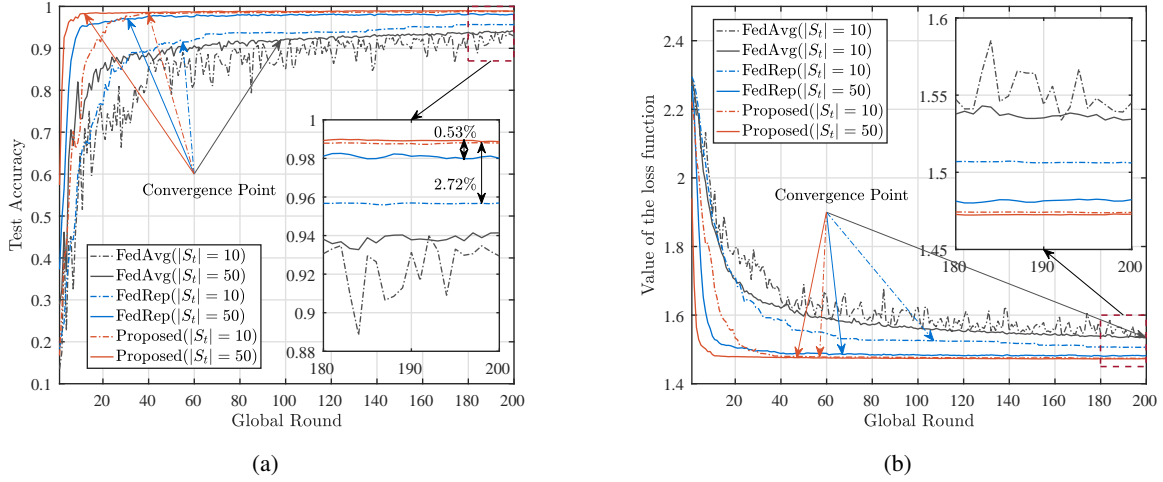 1
0.9
0.8
0.7
0.6
0.5
0.4
0.3
0.2
0.1
Test Accuracy
20 40 60 80 100 120 140 160 180 200
Global Round
Convergence Point
FedAvg(|S_t| = 10)
FedAvg(|S_t| = 50)
FedRep(|S_t| = 10)
FedRep(|S_t| = 50)
Proposed(|S_t| = 10)
Proposed(|S_t| = 50)
1
0.98
0.96
0.94
0.92
0.9
0.88
180 190 200
0.53%
2.72%
(a)
2.4
2.2
2
1.8
1.6
1.4
Value of the loss function
20 40 60 80 100 120 140 160 180 200
Global Round
FedAvg(|S_t| = 10)
FedAvg(|S_t| = 10)
FedRep(|S_t| = 10)
FedRep(|S_t| = 50)
Proposed(|S_t| = 10)
Proposed(|S_t| = 50)
Convergence Point
1.6
1.55
1.5
1.45
180 190 200
(b)